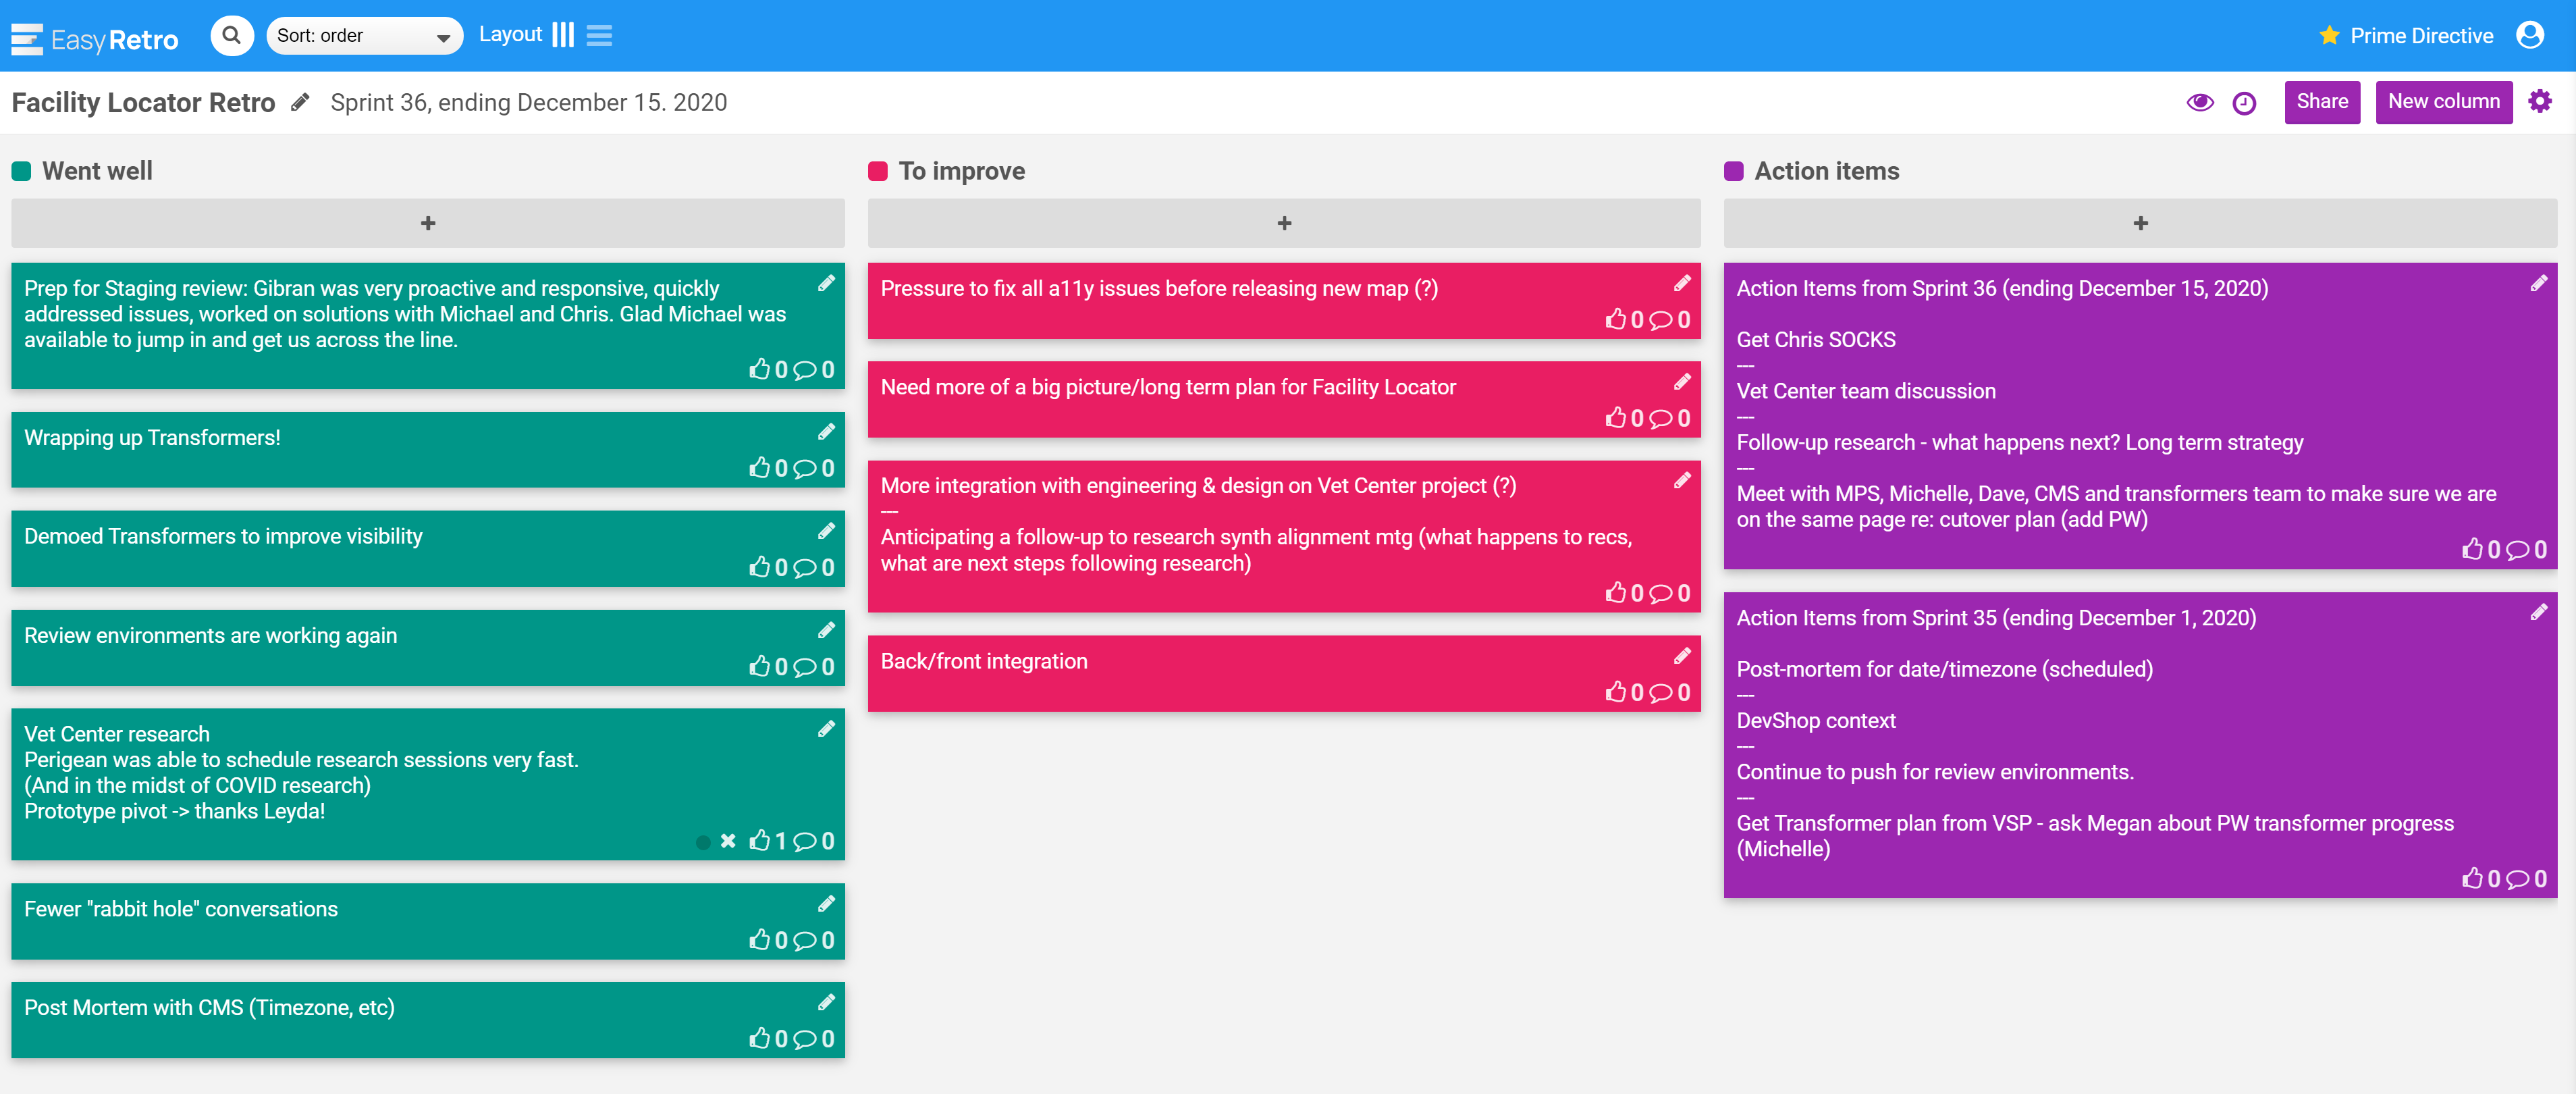 EasyRetro
Sort: order
Layout
Prime Directive
Facility Locator Retro
Sprint 36, ending December 15. 2020
Share
New column
Went well
+
Prep for Staging review: Gibran was very proactive and responsive, quickly
addressed issues, worked on solutions with Michael and Chris. Glad Michael was
available to jump in and get us across the line.
0 0
Wrapping up Transformers!
0 0
Demoed Transformers to improve visibility
0 0
Review environments are working again
0 0
Vet Center research
Perigean was able to schedule research sessions very fast.
(And in the midst of COVID research)
Prototype pivot -> thanks Leyda!
1 0
Fewer "rabbit hole" conversations
0 0
Post Mortem with CMS (Timezone, etc)
0 0
To improve
+
Pressure to fix all a11y issues before releasing new map (?)
0 0
Need more of a big picture/long term plan for Facility Locator
0 0
More integration with engineering & design on Vet Center project (?)
---
Anticipating a follow-up to research synth alignment mtg (what happens to recs,
what are next steps following research)
0 0
Back/front integration
0 0
Action items
+
Action Items from Sprint 36 (ending December 15, 2020)
Get Chris SOCKS
---
Vet Center team discussion
---
Follow-up research - what happens next? Long term strategy
---
Meet with MPS, Michelle, Dave, CMS and transformers team to make sure we are
on the same page re: cutover plan (add PW)
0 0
Action Items from Sprint 35 (ending December 1, 2020)
Post-mortem for date/timezone (scheduled)
---
DevShop context
---
Continue to push for review environments.
---
Get Transformer plan from VSP - ask Megan about PW transformer progress
(Michelle)
0 0